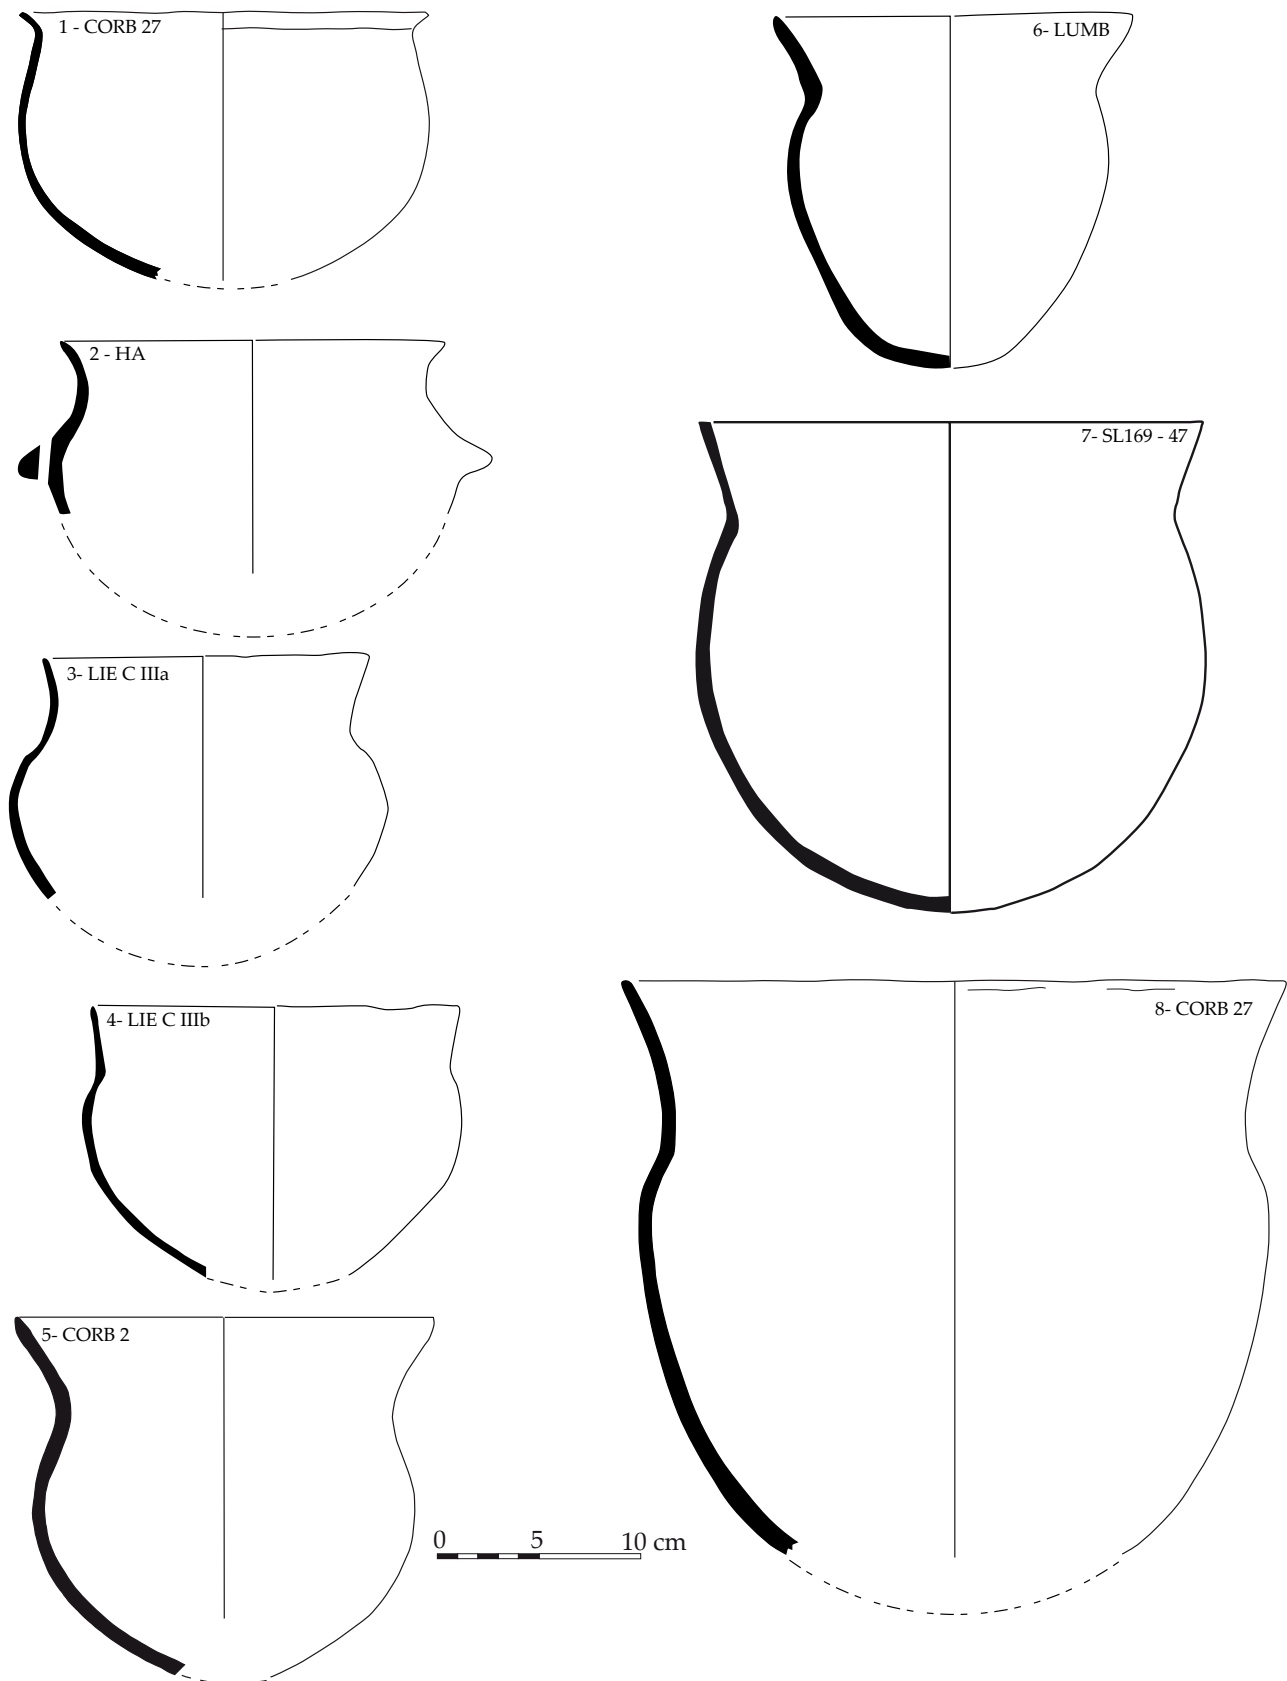 1 - CORB 27
2 - HA
3- LIE C IIIa
4- LIE C IIIb
5- CORB 2
6- LUMB
7- SL169 - 47
8- CORB 27
0 5 10 cm